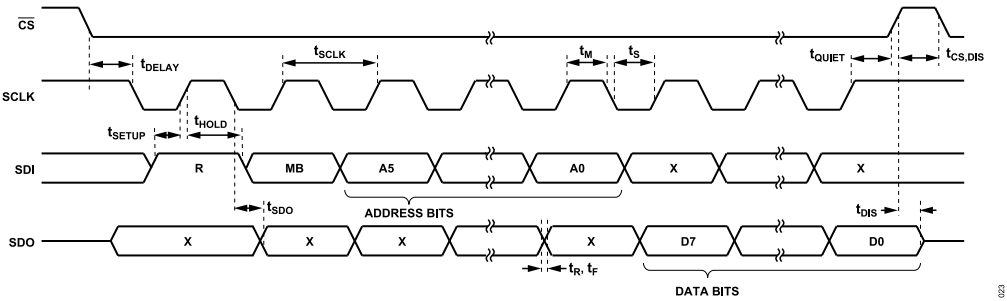 CS
tDELAY
tSCLK
tM
tS
tQUIET
tCS,DIS
SCLK
tSETUP
tHOLD
SDI
R
MB
A5
A0
X
X
tSDO
ADDRESS BITS
tDIS
SDO
X
X
X
X
D7
D0
tR, tF
DATA BITS
023